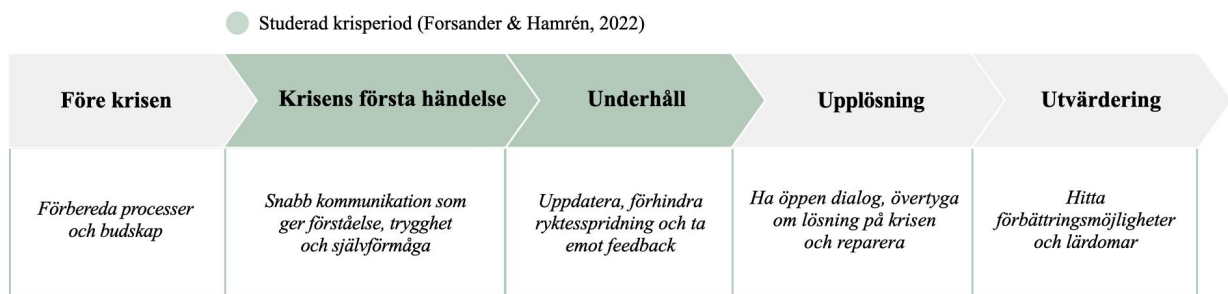 Studerad krisperiod (Forsander & Hamrén, 2022)
Före krisen
Krisens första händelse
Underhåll
Upplösning
Utvärdering
Förbereda processer
och budskap
Snabb kommunikation som
ger förståelse, trygghet
och självförmåga
Uppdatera, förhindra
ryktesspridning och ta
emot feedback
Ha öppen dialog, övertyga
om lösning på krisen
och reparera
Hitta
förbättringsmöjligheter
och lärdomar